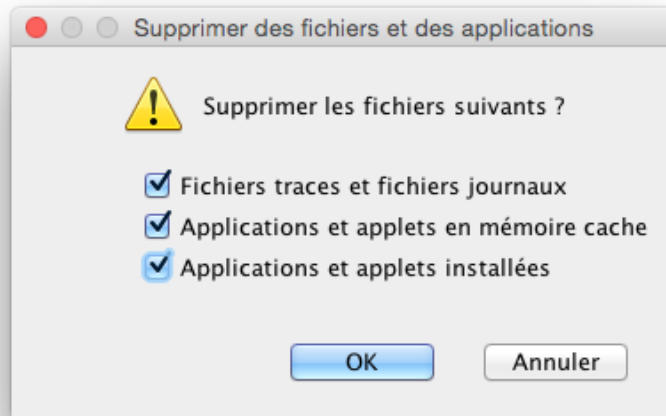 Supprimer des fichiers et des applications
Supprimer les fichiers suivants ?
Fichiers traces et fichiers journaux
Applications et applets en mémoire cache
Applications et applets installées
OK Annuler